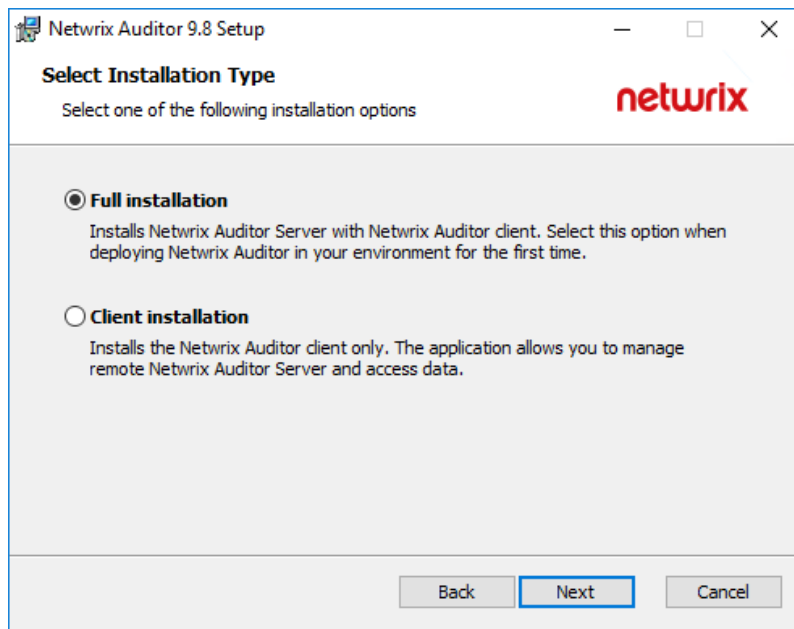 Netwrix Auditor 9.8 Setup
Select Installation Type
Select one of the following installation options
netwrix
Full installation
Installs Netwrix Auditor Server with Netwrix Auditor client. Select this option when
deploying Netwrix Auditor in your environment for the first time.
Client installation
Installs the Netwrix Auditor client only. The application allows you to manage
remote Netwrix Auditor Server and access data.
Back
Next
Cancel